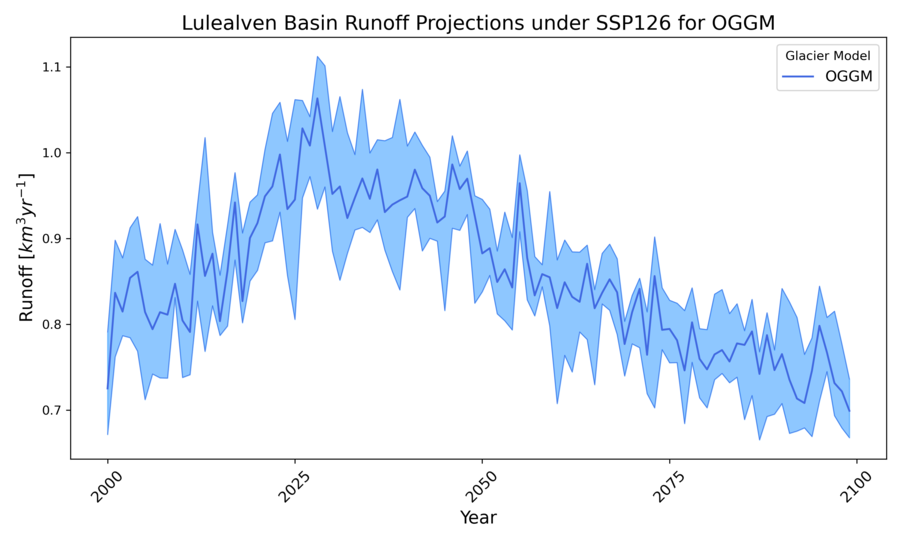 Lulealven Basin Runoff Projections under SSP126 for OGGM
Glacier Model
OGGM
1.1
1.0
0.9
0.8
0.7
Runoff [km³yr⁻¹]
2000
2025
2050
2075
2100
Year